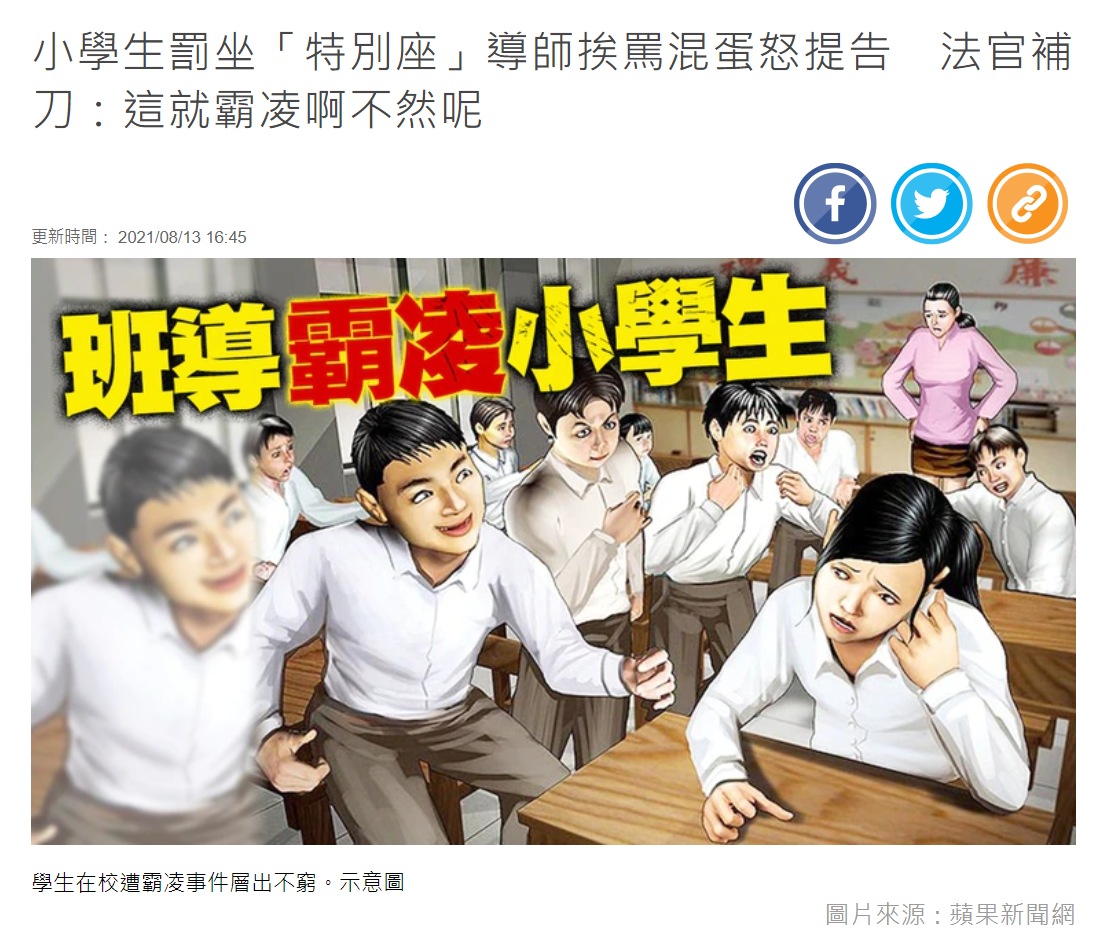 小學生罰坐「特別座」導師挨罵混蛋怒提告　法官補
刀：這就霸凌啊不然呢
更新時間： 2021/08/13 16:45
班導霸凌小學生
禮 義 廉
學生在校遭霸凌事件層出不窮。示意圖
圖片來源 : 蘋果新聞網